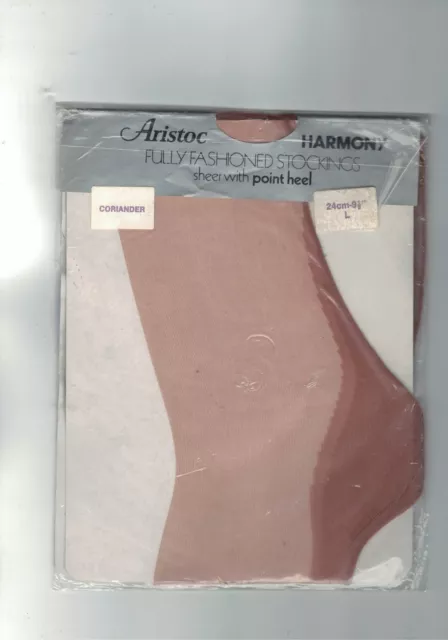 Aristoc HARMONY
FULLY FASHIONED STOCKINGS
sheer with point heel
CORIANDER
24cm-9½"
L